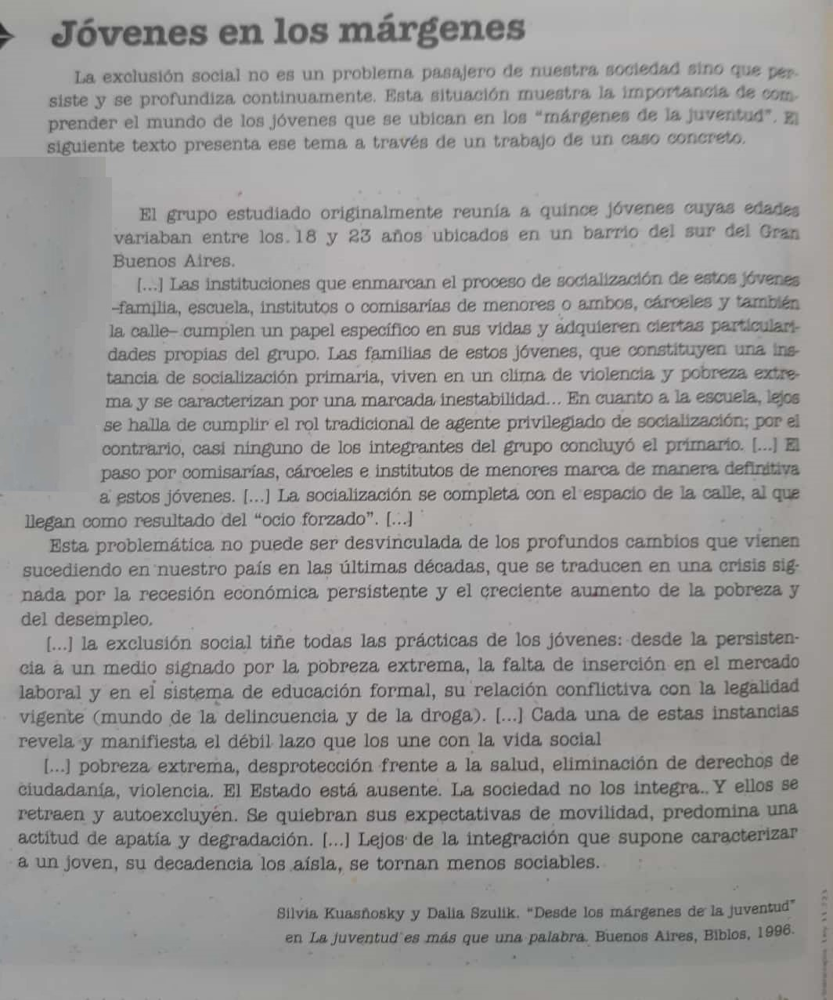 Jóvenes en los márgenes
La exclusión social no es un problema pasajero de nuestra sociedad sino que per-
siste y se profundiza continuamente. Esta situación muestra la importancia de com-
prender el mundo de los jóvenes que se ubican en los "márgenes de la juventud". El
siguiente texto presenta ese tema a través de un trabajo de un caso concreto.
El grupo estudiado originalmente reunía a quince jóvenes cuyas edades
variaban entre los 18 y 23 años ubicados en un barrio del sur del Gran
Buenos Aires.
[...] Las instituciones que enmarcan el proceso de socialización de estos jóvenes
–familia, escuela, institutos o comisarías de menores o ambos, cárceles y también
la calle– cumplen un papel específico en sus vidas y adquieren ciertas particulari-
dades propias del grupo. Las familias de estos jóvenes, que constituyen una ins-
tancia de socialización primaria, viven en un clima de violencia y pobreza extre-
ma y se caracterizan por una marcada inestabilidad... En cuanto a la escuela, lejos
se halla de cumplir el rol tradicional de agente privilegiado de socialización; por el
contrario, casi ninguno de los integrantes del grupo concluyó el primario. [...] El
paso por comisarías, cárceles e institutos de menores marca de manera definitiva
a estos jóvenes. [...] La socialización se completa con el espacio de la calle, al que
llegan como resultado del "ocio forzado". [...]
Esta problemática no puede ser desvinculada de los profundos cambios que vienen
sucediendo en nuestro país en las últimas décadas, que se traducen en una crisis sig-
nada por la recesión económica persistente y el creciente aumento de la pobreza y
del desempleo.
[...] la exclusión social tiñe todas las prácticas de los jóvenes: desde la persisten-
cia a un medio signado por la pobreza extrema, la falta de inserción en el mercado
laboral y en el sistema de educación formal, su relación conflictiva con la legalidad
vigente (mundo de la delincuencia y de la droga). [...] Cada una de estas instancias
revela y manifiesta el débil lazo que los une con la vida social
[...] pobreza extrema, desprotección frente a la salud, eliminación de derechos de
ciudadanía, violencia. El Estado está ausente. La sociedad no los integra.. Y ellos se
retraen y autoexcluyen. Se quiebran sus expectativas de movilidad, predomina una
actitud de apatía y degradación. [...] Lejos de la integración que supone caracterizar
a un joven, su decadencia los aísla, se tornan menos sociables.
Silvia Kuasñosky y Dalia Szulik. "Desde los márgenes de la juventud"
en La juventud es más que una palabra. Buenos Aires, Biblos, 1996.
Ley 11.723